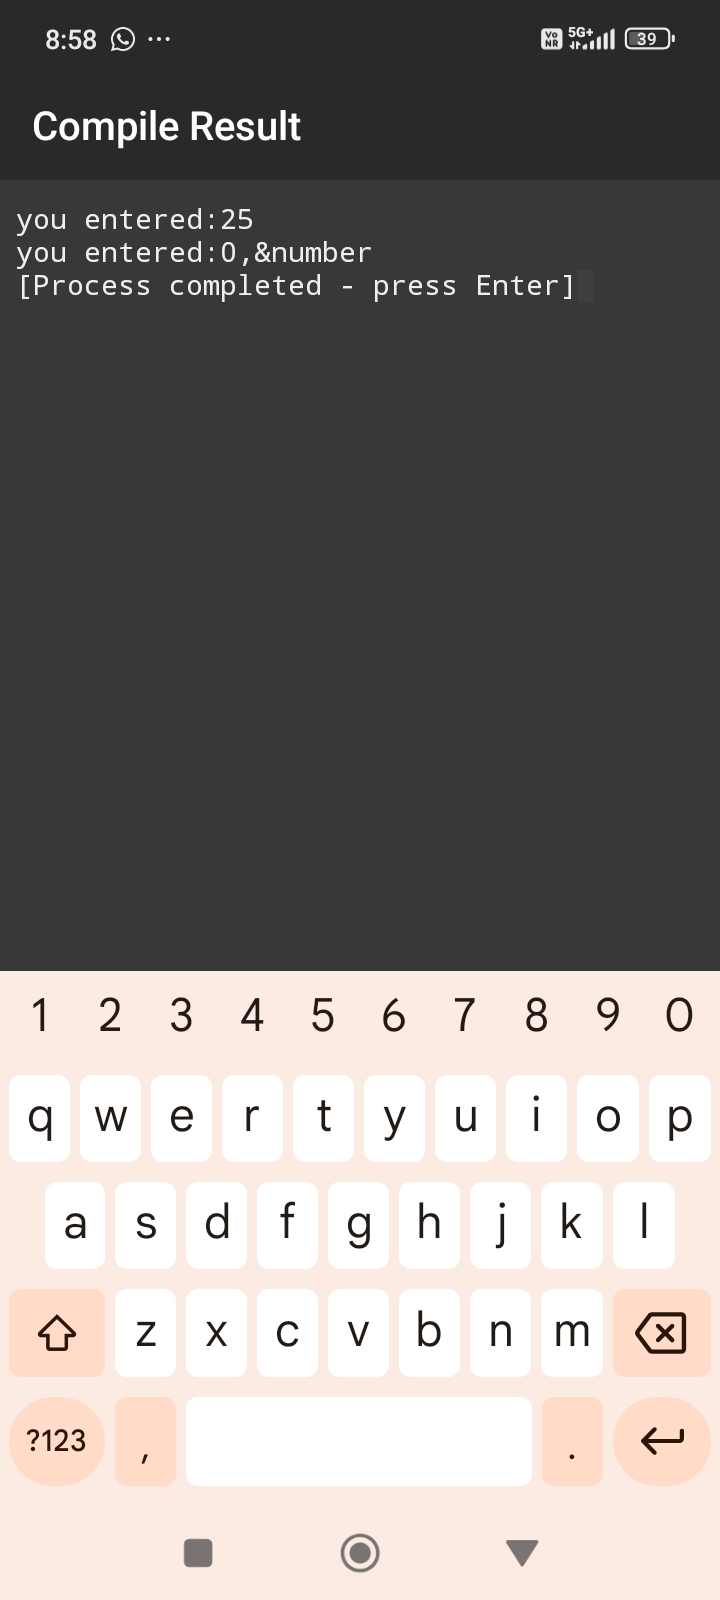 8:58 ... Vo NR 5G+ 39
Compile Result
you entered:25
you entered:0,&number
[Process completed - press Enter]
1 2 3 4 5 6 7 8 9 0
q w e r t y u i o p
a s d f g h j k l
z x c v b n m
?123 , .